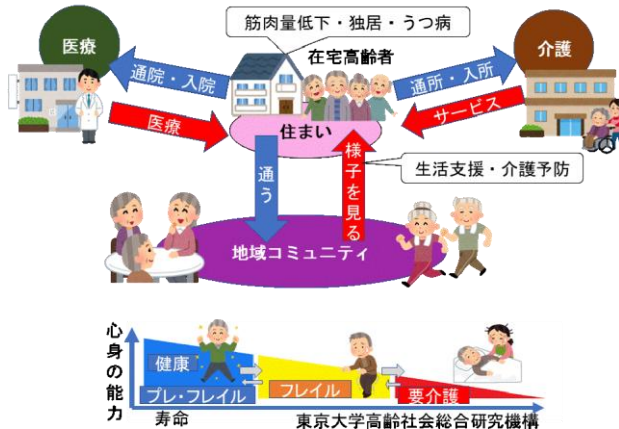 筋肉量低下・独居・うつ病
医療
在宅高齢者
介護
通院・入院
通所・入所
医療
住まい
サービス
通う
様子を見る
生活支援・介護予防
地域コミュニティ
心身の能力
健康
プレ・フレイル
フレイル
要介護
寿命
東京大学高齢社会総合研究機構